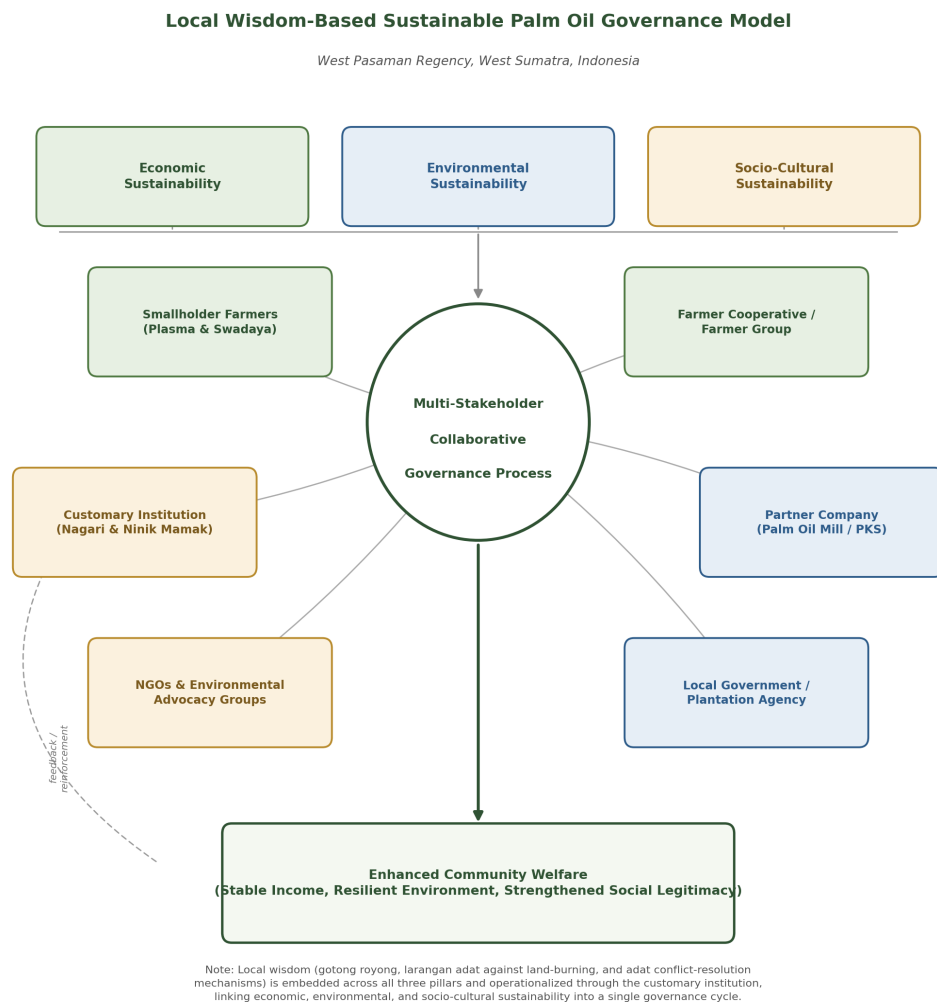 Local Wisdom-Based Sustainable Palm Oil Governance Model
West Pasaman Regency, West Sumatra, Indonesia
Economic
Sustainability
Environmental
Sustainability
Socio-Cultural
Sustainability
Smallholder Farmers
(Plasma & Swadaya)
Farmer Cooperative /
Farmer Group
Multi-Stakeholder
Collaborative
Governance Process
Customary Institution
(Nagari & Ninik Mamak)
Partner Company
(Palm Oil Mill / PKS)
NGOs & Environmental
Advocacy Groups
Local Government /
Plantation Agency
feedback /
reinforcement
Enhanced Community Welfare
(Stable Income, Resilient Environment, Strengthened Social Legitimacy)
Note: Local wisdom (gotong royong, larangan adat against land-burning, and adat conflict-resolution
mechanisms) is embedded across all three pillars and operationalized through the customary institution,
linking economic, environmental, and socio-cultural sustainability into a single governance cycle.